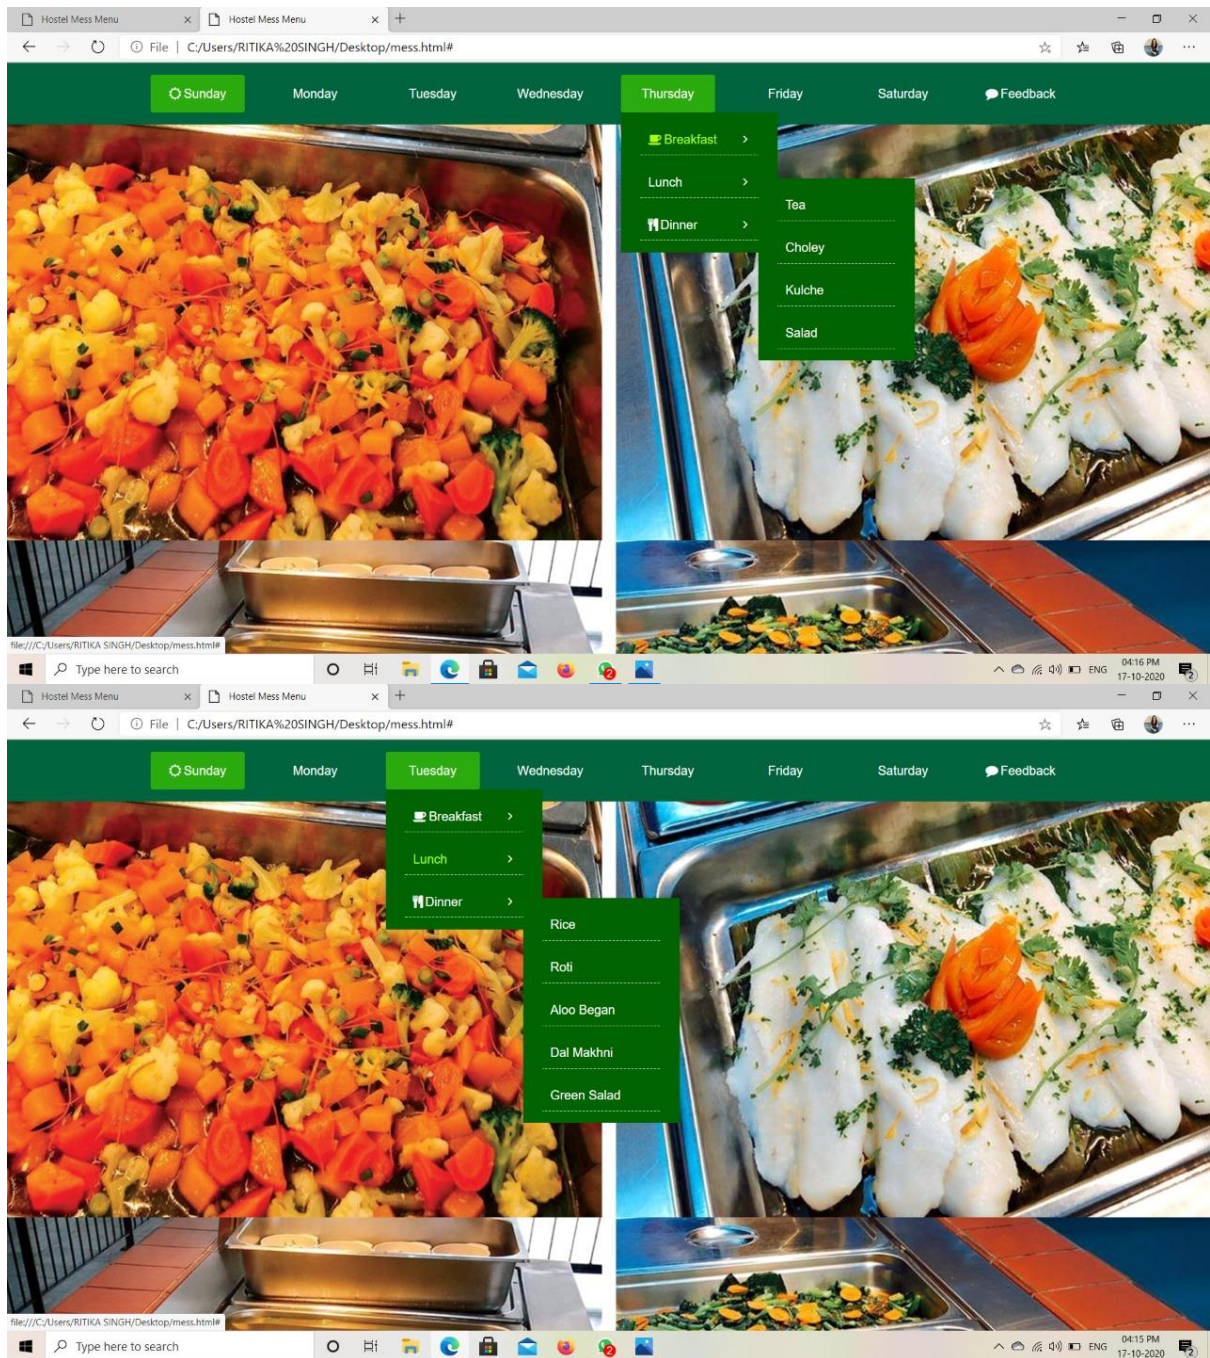 Hostel Mess Menu Hostel Mess Menu
File | C:/Users/RITIKA%20SINGH/Desktop/mess.html#
Sunday Monday Tuesday Wednesday Thursday Friday Saturday Feedback
Breakfast >
Lunch >
Dinner >
Tea
Choley
Kulche
Salad
file:///C:/Users/RITIKA SINGH/Desktop/mess.html#
Type here to search
2
ENG
04:16 PM
17-10-2020
2
Hostel Mess Menu Hostel Mess Menu
File | C:/Users/RITIKA%20SINGH/Desktop/mess.html#
Sunday Monday Tuesday Wednesday Thursday Friday Saturday Feedback
Breakfast >
Lunch >
Dinner >
Rice
Roti
Aloo Began
Dal Makhni
Green Salad
file:///C:/Users/RITIKA SINGH/Desktop/mess.html#
Type here to search
2
ENG
04:15 PM
17-10-2020
2